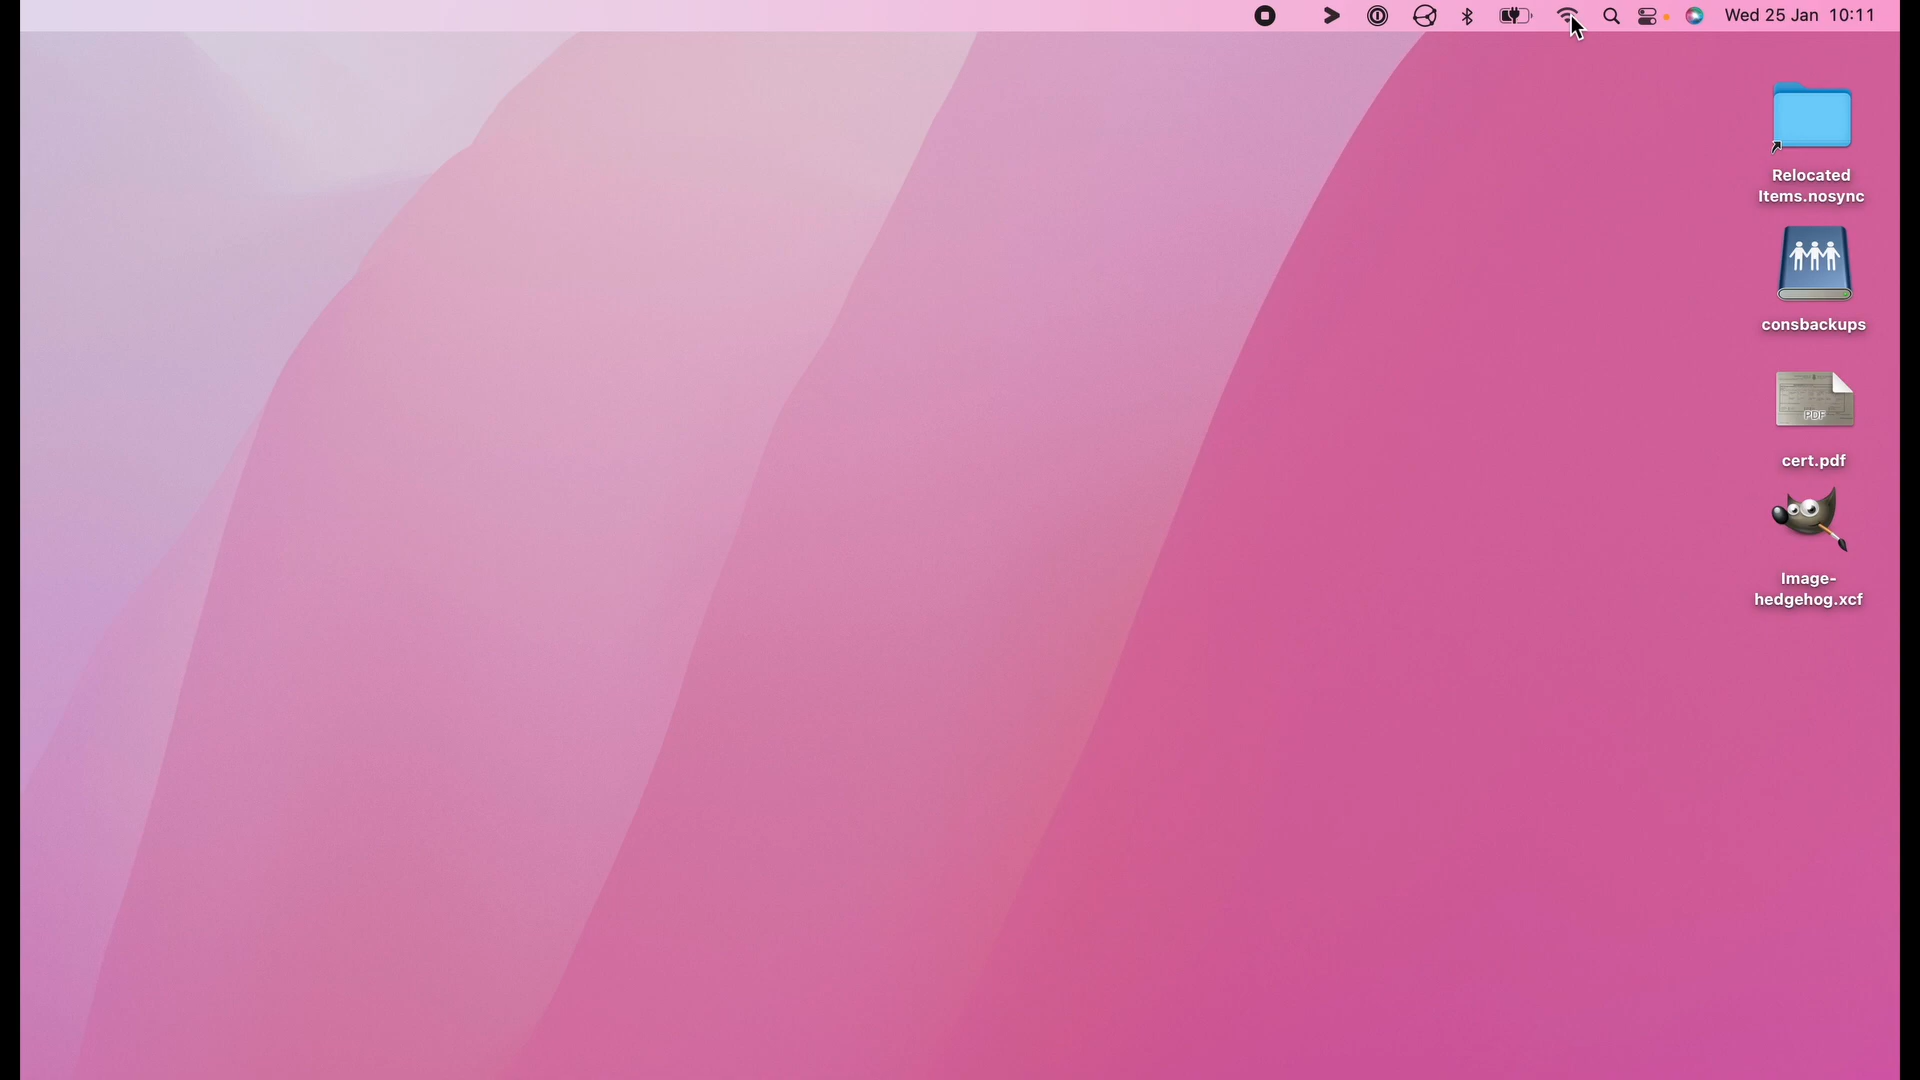 Wed 25 Jan 10:11
Relocated
Items.nosync
consbackups
PDF
cert.pdf
Image-
hedgehog.xcf